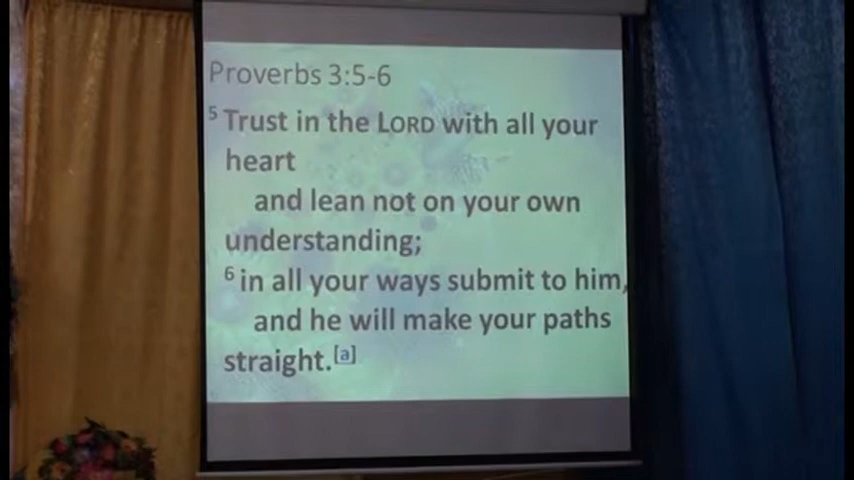 Proverbs 3:5-6
5 Trust in the LORD with all your
heart
and lean not on your own
understanding;
6 in all your ways submit to him,
and he will make your paths
straight.[a]